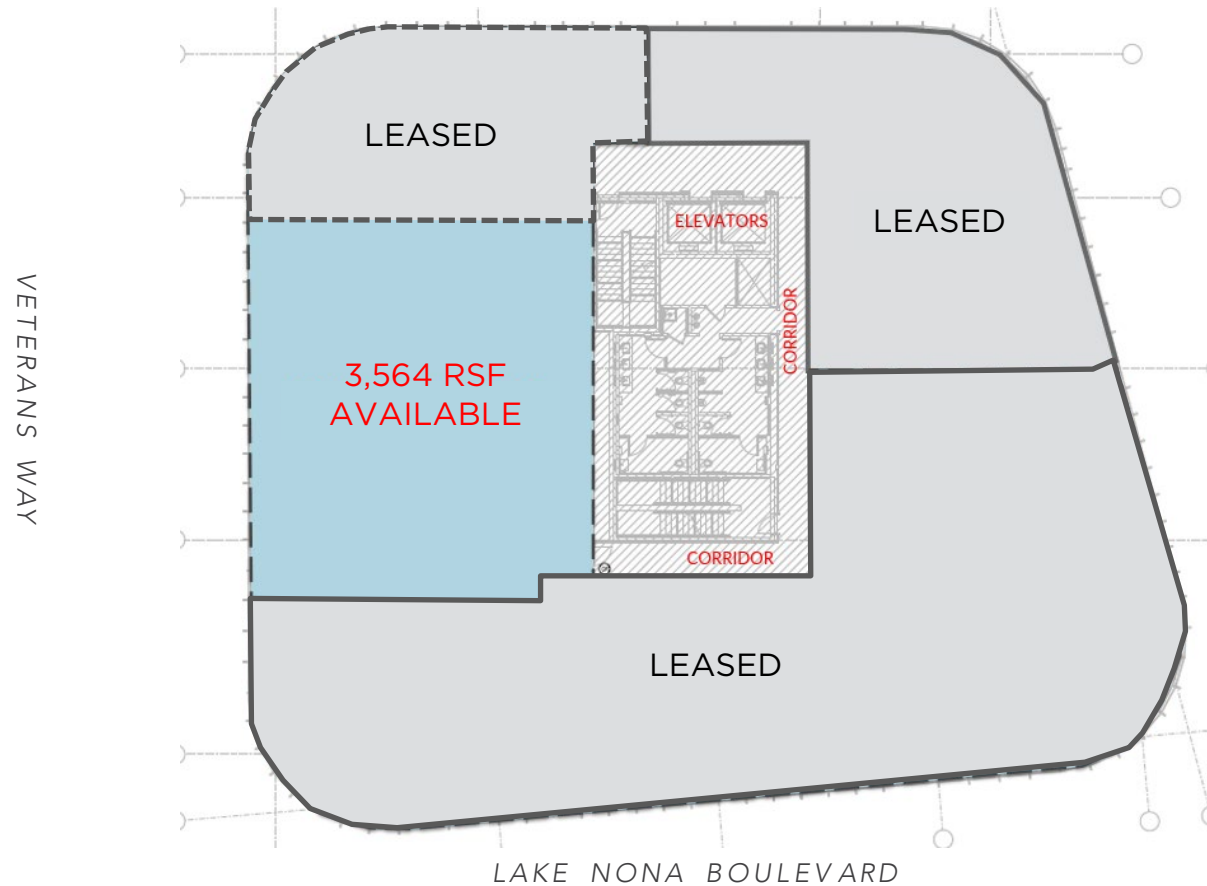 LEASED
LEASED
ELEVATORS
CORRIDOR
3,564 RSF
AVAILABLE
VETERANS WAY
CORRIDOR
LEASED
LAKE NONA BOULEVARD